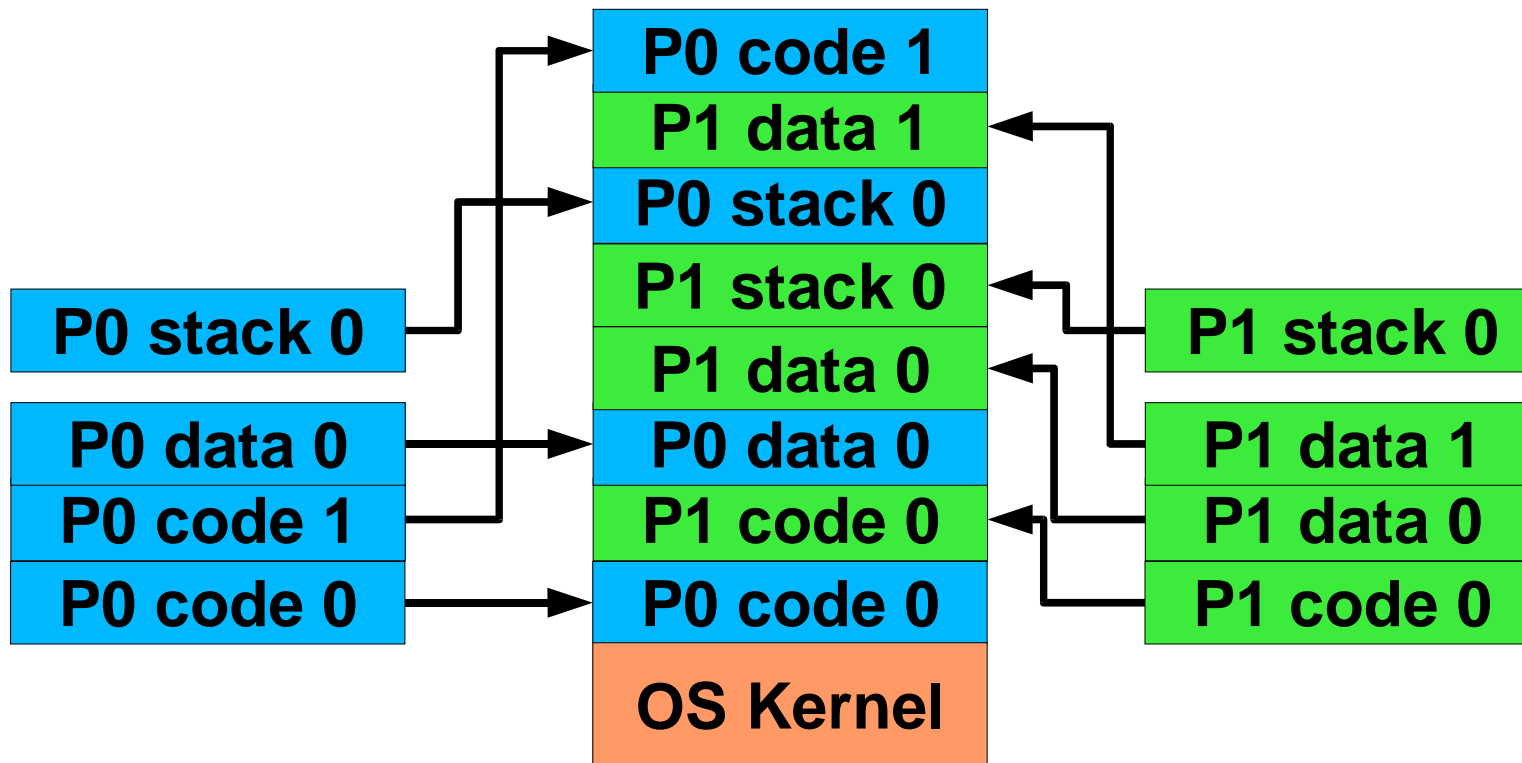 P0 stack 0
P0 data 0
P0 code 1
P0 code 0
P0 code 1
P1 data 1
P0 stack 0
P1 stack 0
P1 data 0
P0 data 0
P1 code 0
P0 code 0
OS Kernel
P1 stack 0
P1 data 1
P1 data 0
P1 code 0